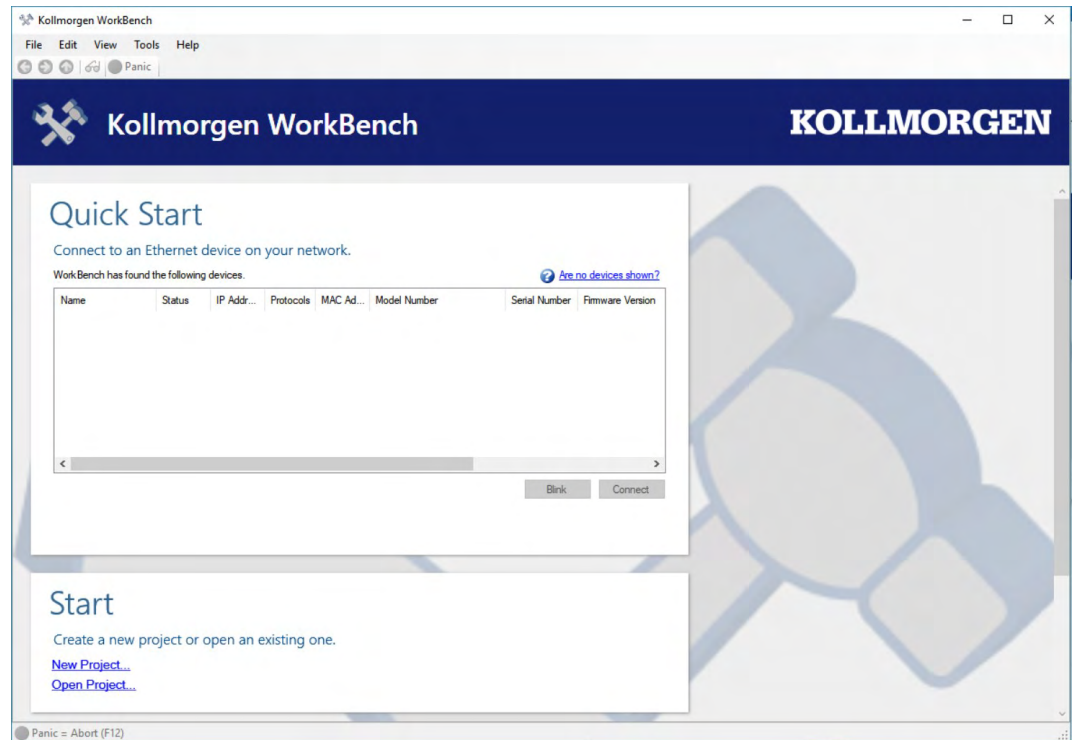 Kollmorgen WorkBench
File Edit View Tools Help
Panic
Kollmorgen WorkBench
KOLLMORGEN
Quick Start
Connect to an Ethernet device on your network.
WorkBench has found the following devices.
Are no devices shown?
Name Status IP Addr... Protocols MAC Ad... Model Number Serial Number Firmware Version
Blink Connect
Start
Create a new project or open an existing one.
New Project...
Open Project...
Panic = Abort (F12)